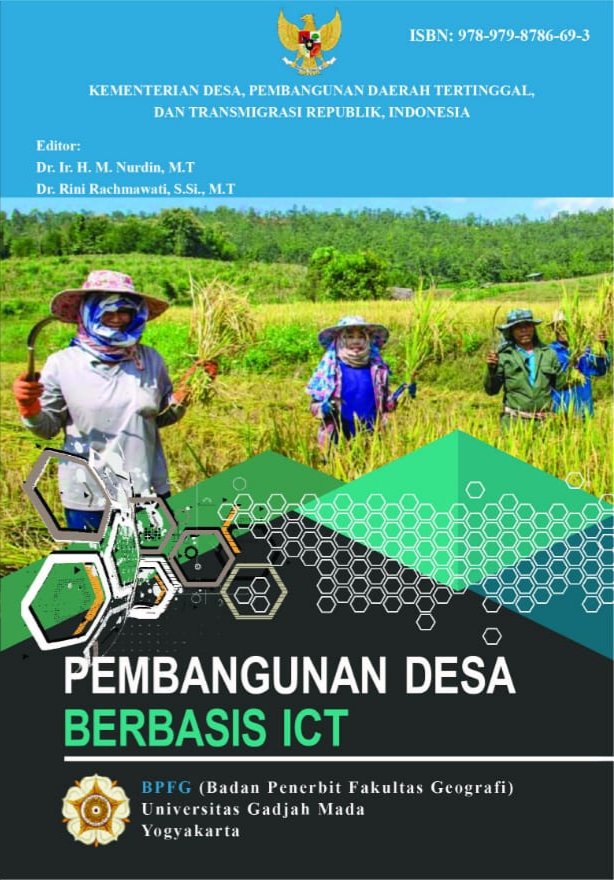 ISBN: 978-979-8786-69-3
KEMENTERIAN DESA, PEMBANGUNAN DAERAH TERTINGGAL,
DAN TRANSMIGRASI REPUBLIK, INDONESIA
Editor:
Dr. Ir. H. M. Nurdin, M.T
Dr. Rini Rachmawati, S.Si., M.T
PEMBANGUNAN DESA
BERBASIS ICT
BPFG (Badan Penerbit Fakultas Geografi)
Universitas Gadjah Mada
Yogyakarta